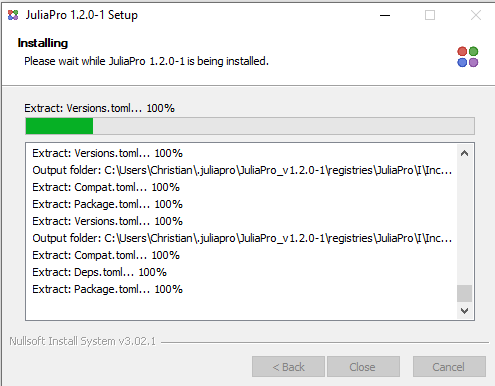 JuliaPro 1.2.0-1 Setup
Installing
Please wait while JuliaPro 1.2.0-1 is being installed.
Extract: Versions.toml... 100%
Extract: Versions.toml... 100%
Output folder: C:\Users\Christian\.juliapro\JuliaPro_v1.2.0-1\registries\JuliaPro\I\Inc...
Extract: Compat.toml... 100%
Extract: Package.toml... 100%
Extract: Versions.toml... 100%
Output folder: C:\Users\Christian\.juliapro\JuliaPro_v1.2.0-1\registries\JuliaPro\I\Inc...
Extract: Compat.toml... 100%
Extract: Deps.toml... 100%
Extract: Package.toml... 100%
Nullsoft Install System v3.02.1
< Back Close Cancel